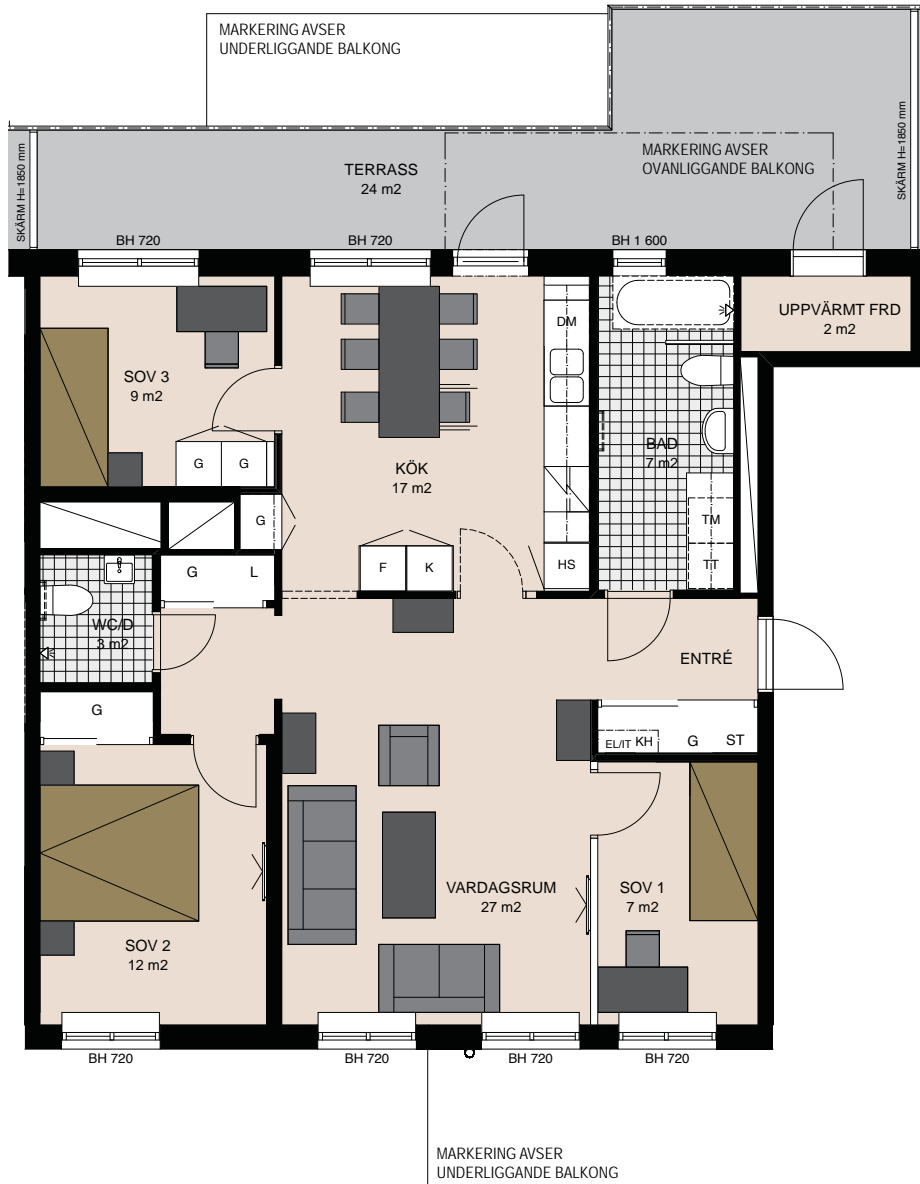 MARKERING AVSER
UNDERLIGGANDE BALKONG
SKÄRM H=1850 mm
TERRASS
24 m2
MARKERING AVSER
OVANLIGGANDE BALKONG
SKÄRM H=1850 mm
BH 720
BH 720
BH 1 600
SOV 3
9 m2
G
G
G
KÖK
17 m2
DM
F
K
HS
BAD
7 m2
TM
TT
UPPVÄRMT FRD
2 m2
G
L
WC/D
3 m2
G
ENTRÉ
EL/IT
KH
G
ST
SOV 2
12 m2
VARDAGSRUM
27 m2
SOV 1
7 m2
BH 720
BH 720
BH 720
BH 720
MARKERING AVSER
UNDERLIGGANDE BALKONG